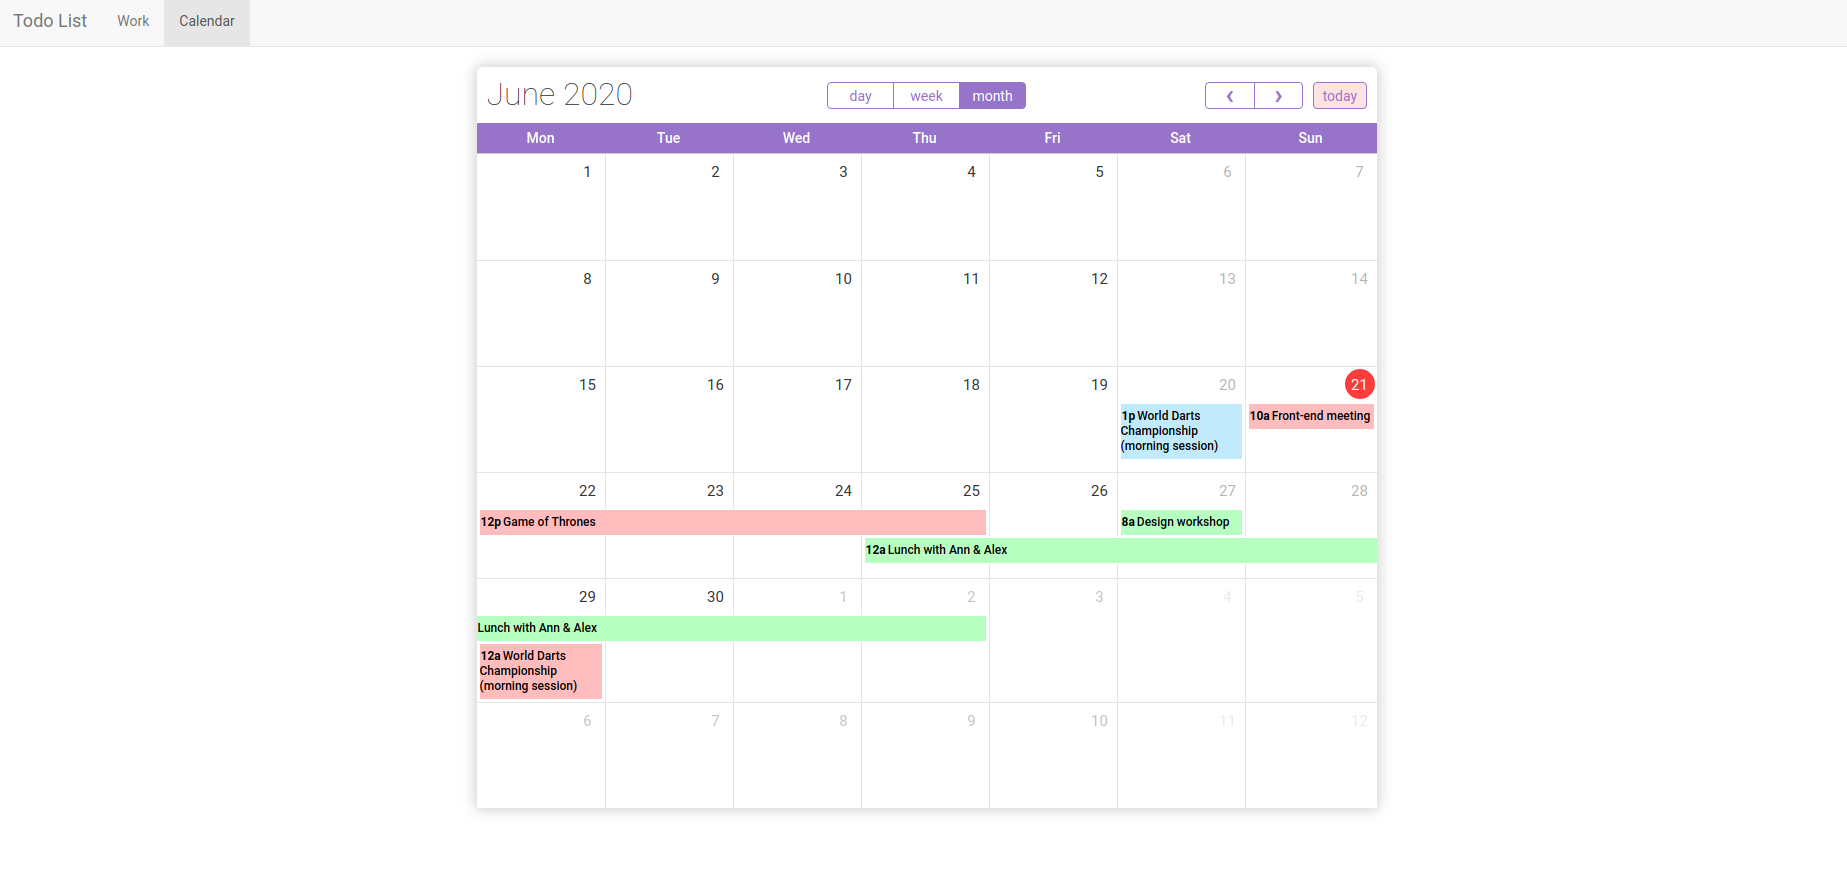 Todo List Work Calendar
June 2020 day week month ❮ ❯ today
Mon Tue Wed Thu Fri Sat Sun
1 2 3 4 5 6 7
8 9 10 11 12 13 14
15 16 17 18 19 20 21
1p World Darts
Championship
(morning session)
10a Front-end meeting
22 23 24 25 26 27 28
12p Game of Thrones
8a Design workshop
12a Lunch with Ann & Alex
29 30 1 2 3 4 5
Lunch with Ann & Alex
12a World Darts
Championship
(morning session)
6 7 8 9 10 11 12